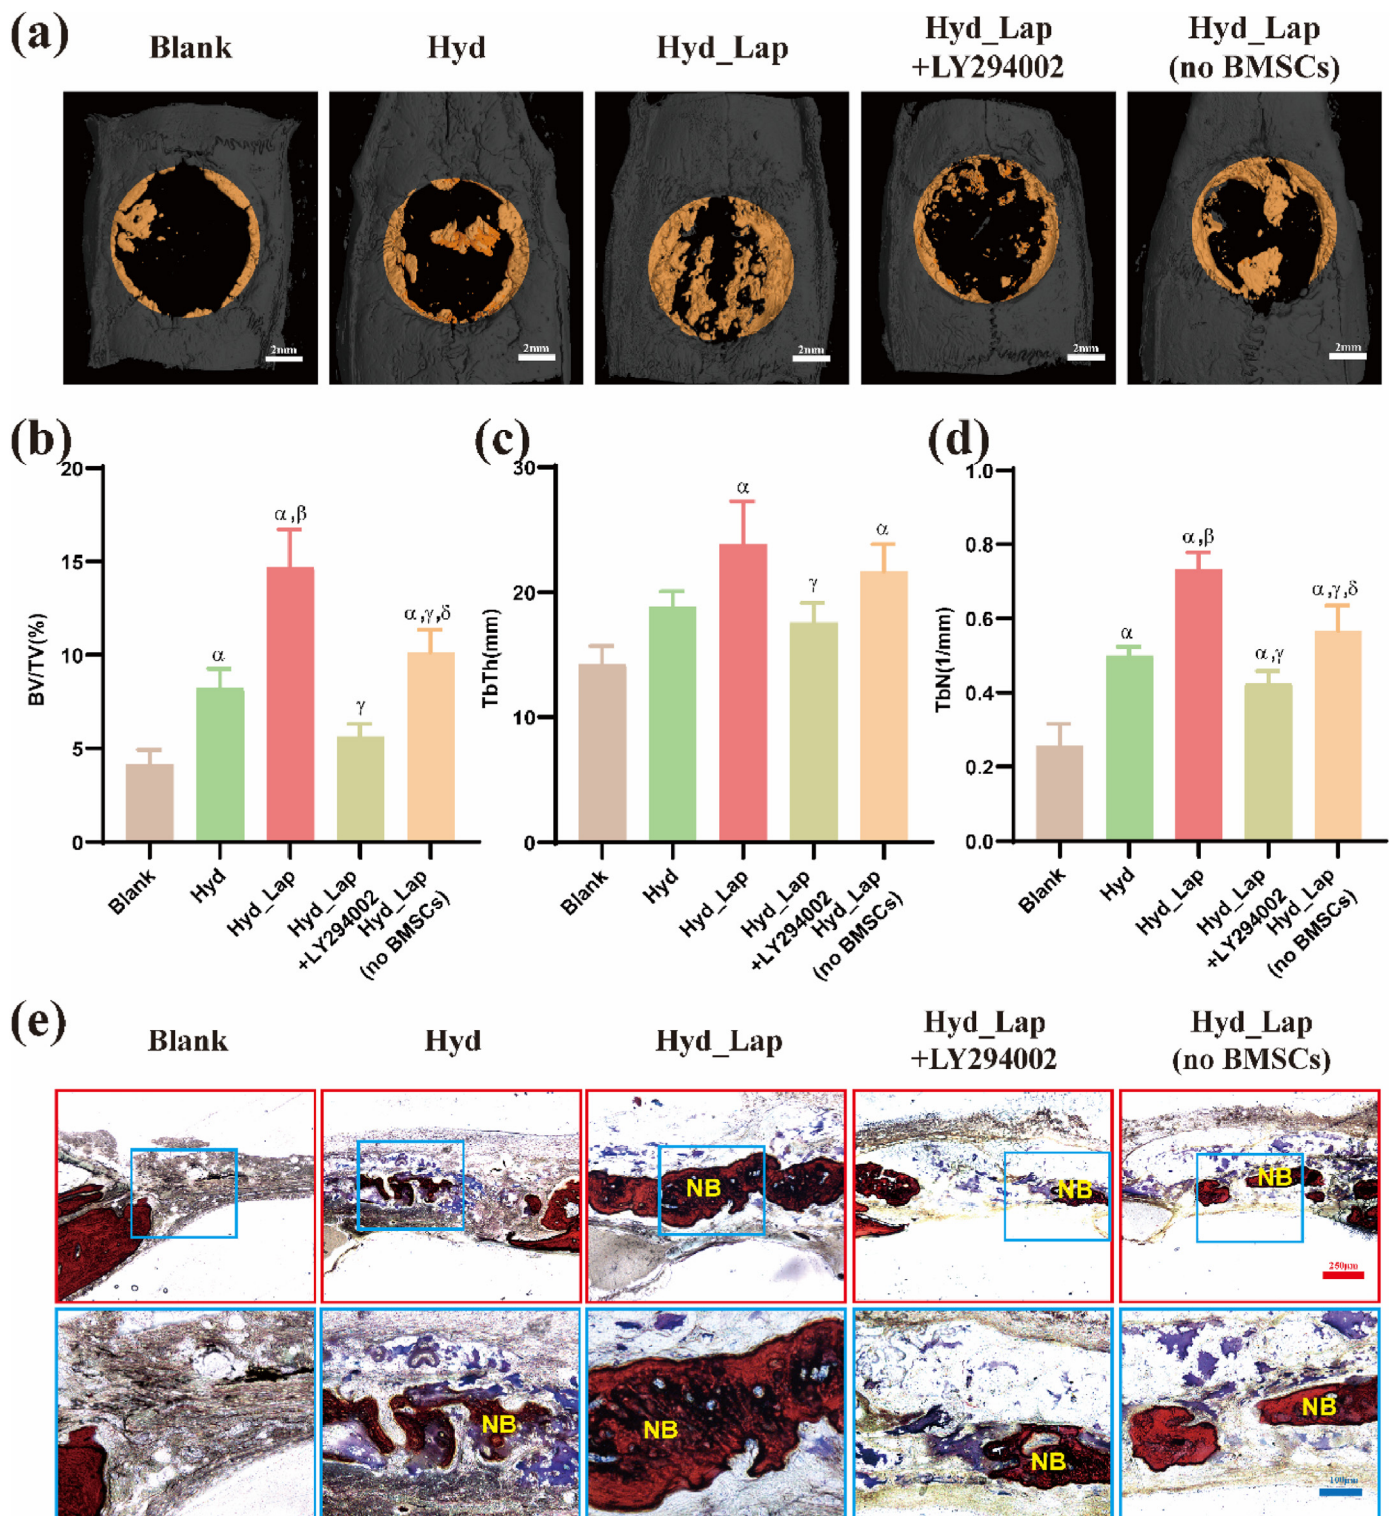 (a)
Blank
Hyd
Hyd_Lap
Hyd_Lap
+LY294002
Hyd_Lap
(no BMSCs)
2mm
2mm
2mm
2mm
2mm
(b)
BV/TV(%)
20
15
10
5
0
α
α,β
γ
α,γ,δ
Blank
Hyd
Hyd_Lap
Hyd_Lap
+LY294002
Hyd_Lap
(no BMSCs)
(c)
TbTh(mm)
30
20
10
0
α
γ
α
Blank
Hyd
Hyd_Lap
Hyd_Lap
+LY294002
Hyd_Lap
(no BMSCs)
(d)
TbN(1/mm)
1.0
0.8
0.6
0.4
0.2
0.0
α
α,β
α,γ
α,γ,δ
Blank
Hyd
Hyd_Lap
Hyd_Lap
+LY294002
Hyd_Lap
(no BMSCs)
(e)
Blank
Hyd
Hyd_Lap
Hyd_Lap
+LY294002
Hyd_Lap
(no BMSCs)
NB
NB
NB
250μm
NB
NB
NB
NB
100μm